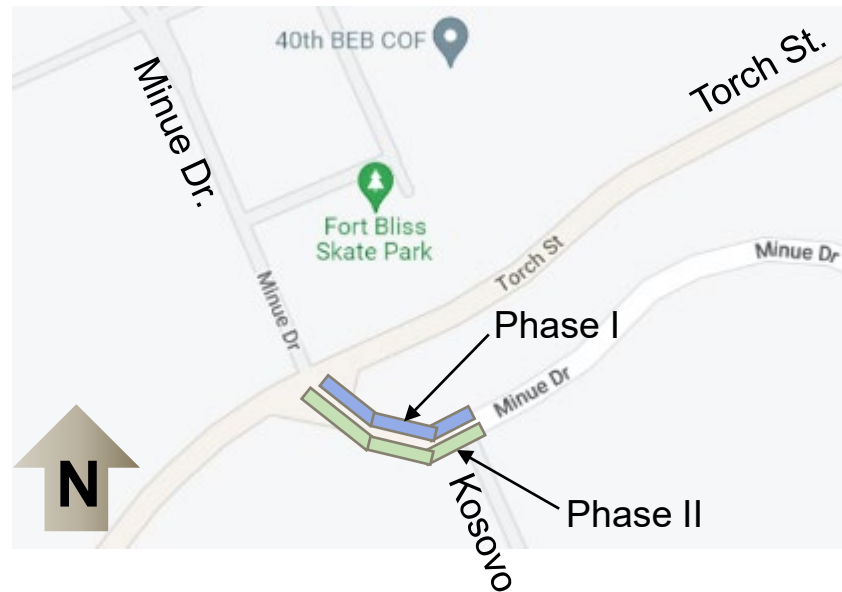 40th BEB COF
Torch St.
Minue Dr.
Fort Bliss
Skate Park
Torch St
Minue Dr
Minue Dr
Phase I
Minue Dr
N
Kosovo
Phase II